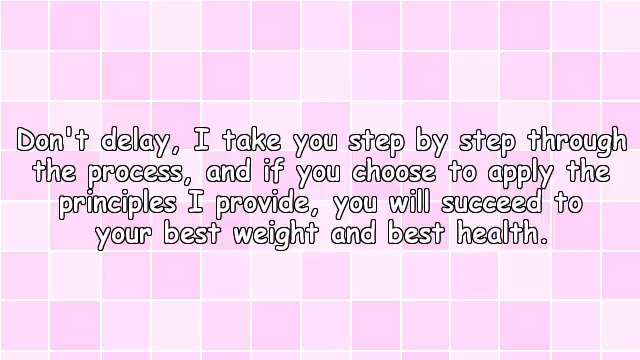 Don't delay, I take you step by step through
the process, and if you choose to apply the
principles I provide, you will succeed to
your best weight and best health.